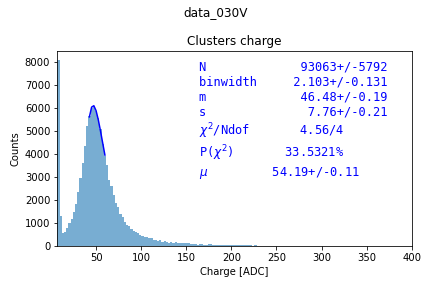 data_030V
Clusters charge
N 93063+/-5792
binwidth 2.103+/-0.131
m 46.48+/-0.19
s 7.76+/-0.21
χ²/Ndof 4.56/4
P(χ²) 33.5321%
μ 54.19+/-0.11
8000
7000
6000
5000
4000
3000
2000
1000
0
Counts
50 100 150 200 250 300 350 400
Charge [ADC]